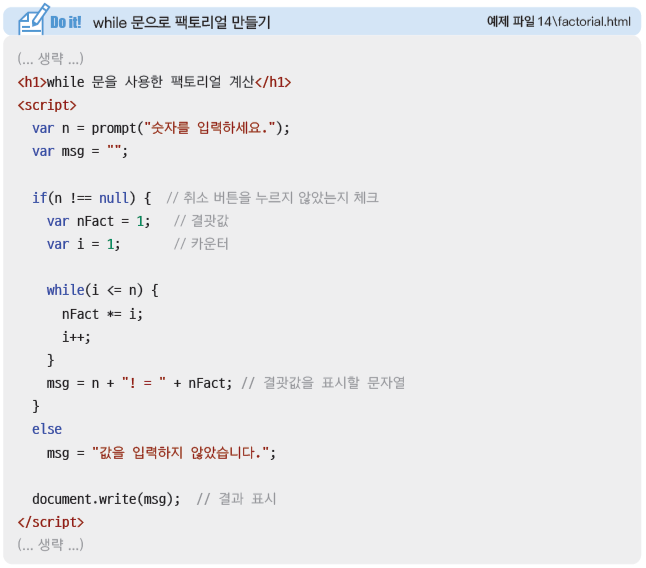 Do it! while 문으로 팩토리얼 만들기 예제 파일 14\factorial.html
(... 생략 ...)
<h1>while 문을 사용한 팩토리얼 계산</h1>
<script>
var n = prompt("숫자를 입력하세요.");
var msg = "";
if(n !== null) { // 취소 버튼을 누르지 않았는지 체크
var nFact = 1; // 결괏값
var i = 1; // 카운터
while(i <= n) {
nFact *= i;
i++;
}
msg = n + "! = " + nFact; // 결괏값을 표시할 문자열
}
else
msg = "값을 입력하지 않았습니다.";
document.write(msg); // 결과 표시
</script>
(... 생략 ...)